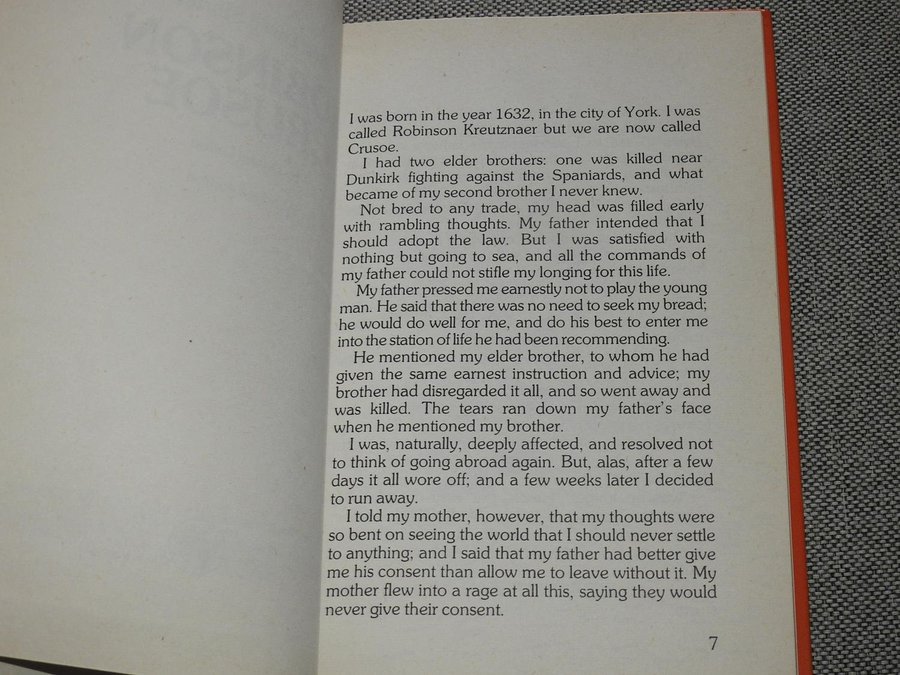 I was born in the year 1632, in the city of York. I was
called Robinson Kreutznaer but we are now called
Crusoe.
I had two elder brothers: one was killed near
Dunkirk fighting against the Spaniards, and what
became of my second brother I never knew.
Not bred to any trade, my head was filled early
with rambling thoughts. My father intended that I
should adopt the law. But I was satisfied with
nothing but going to sea, and all the commands of
my father could not stifle my longing for this life.
My father pressed me earnestly not to play the young
man. He said that there was no need to seek my bread;
he would do well for me, and do his best to enter me
into the station of life he had been recommending.
He mentioned my elder brother, to whom he had
given the same earnest instruction and advice; my
brother had disregarded it all, and so went away and
was killed. The tears ran down my father's face
when he mentioned my brother.
I was, naturally, deeply affected, and resolved not
to think of going abroad again. But, alas, after a few
days it all wore off; and a few weeks later I decided
to run away.
I told my mother, however, that my thoughts were
so bent on seeing the world that I should never settle
to anything; and I said that my father had better give
me his consent than allow me to leave without it. My
mother flew into a rage at all this, saying they would
never give their consent.
7